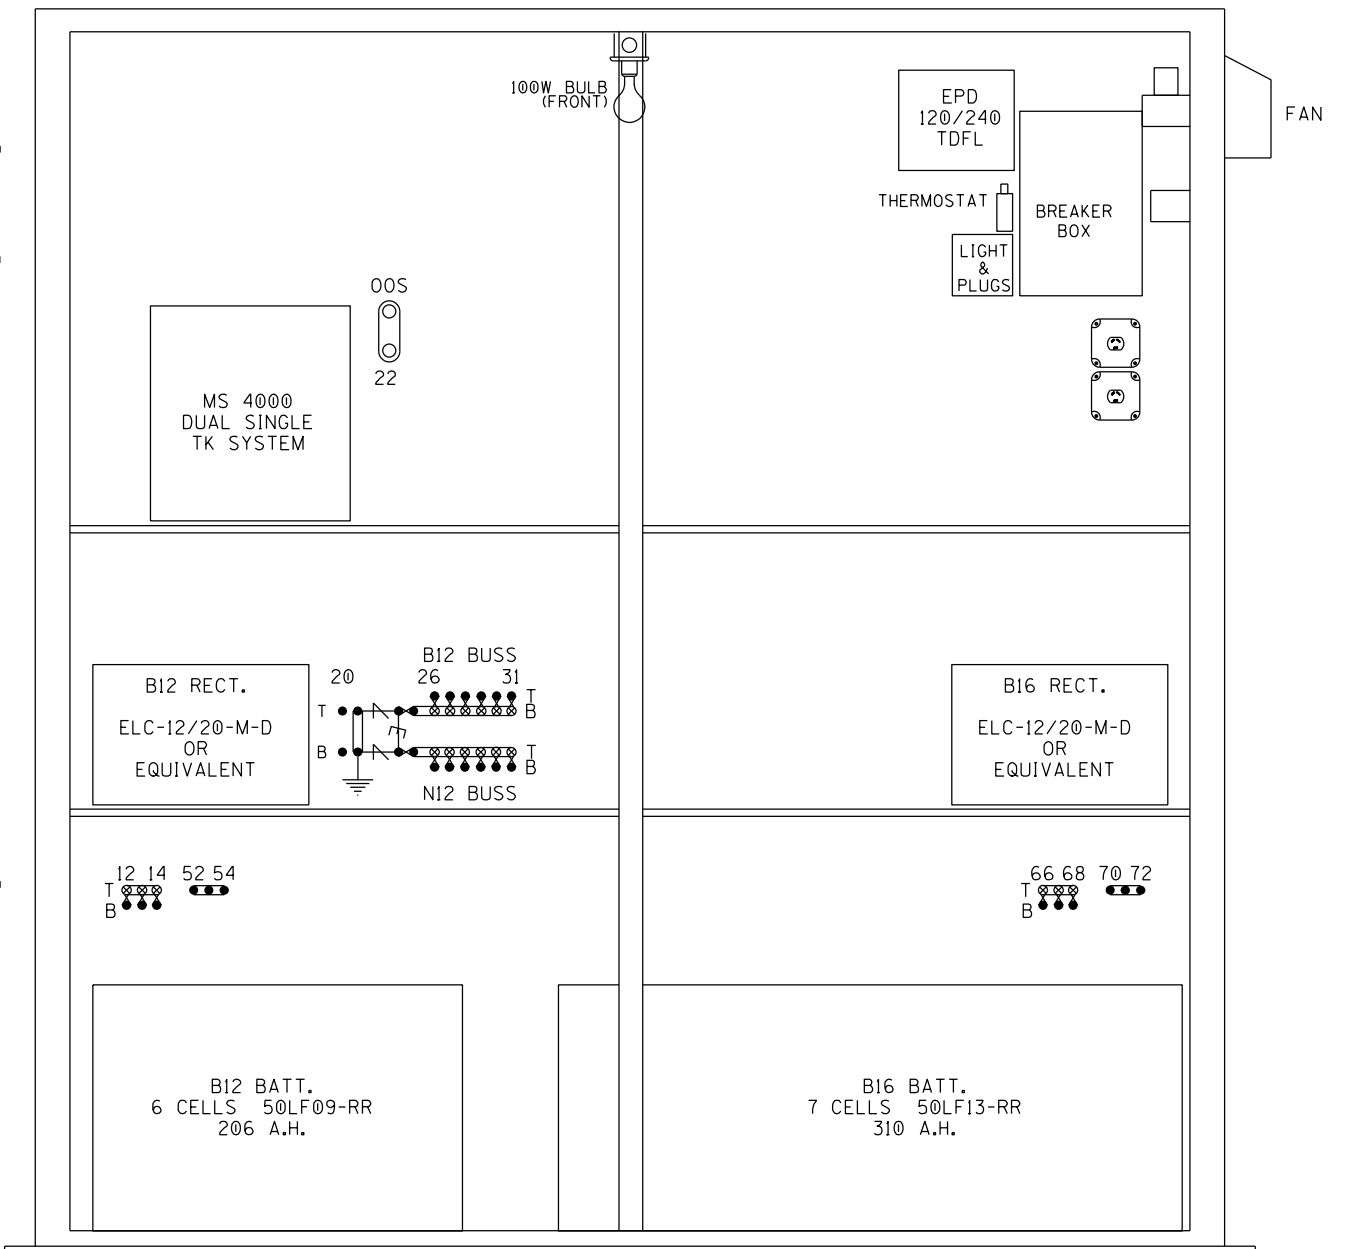 100W BULB
(FRONT)
EPD
120/240
TDFL
FAN
THERMOSTAT
BREAKER
BOX
LIGHT
&
PLUGS
OOS
22
MS 4000
DUAL SINGLE
TK SYSTEM
B12 RECT.
ELC-12/20-M-D
OR
EQUIVALENT
B12 BUSS
20 26 31
T
T
B
B
T
B
N12 BUSS
B16 RECT.
ELC-12/20-M-D
OR
EQUIVALENT
12 14 52 54
T
B
66 68 70 72
T
B
B12 BATT.
6 CELLS 50LF09-RR
206 A.H.
B16 BATT.
7 CELLS 50LF13-RR
310 A.H.